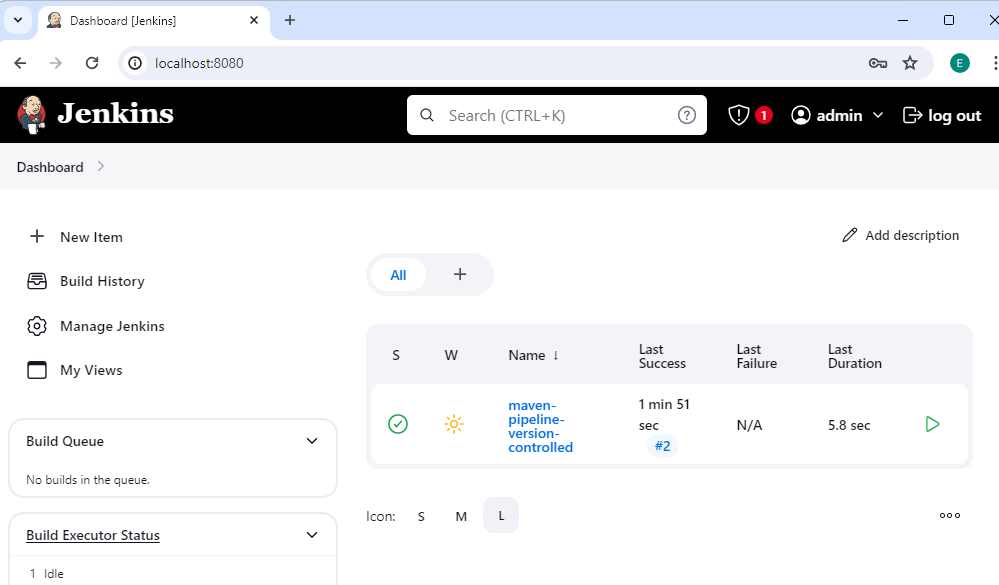 Dashboard [Jenkins]
localhost:8080
E
Jenkins
Search (CTRL+K)
?
1
admin
log out
Dashboard
New Item
Build History
Manage Jenkins
My Views
Build Queue
No builds in the queue.
Build Executor Status
1 Idle
Add description
All
S W Name ↓ Last Success Last Failure Last Duration
maven-
pipeline-
version-
controlled
1 min 51
sec
#2
N/A
5.8 sec
Icon: S M L